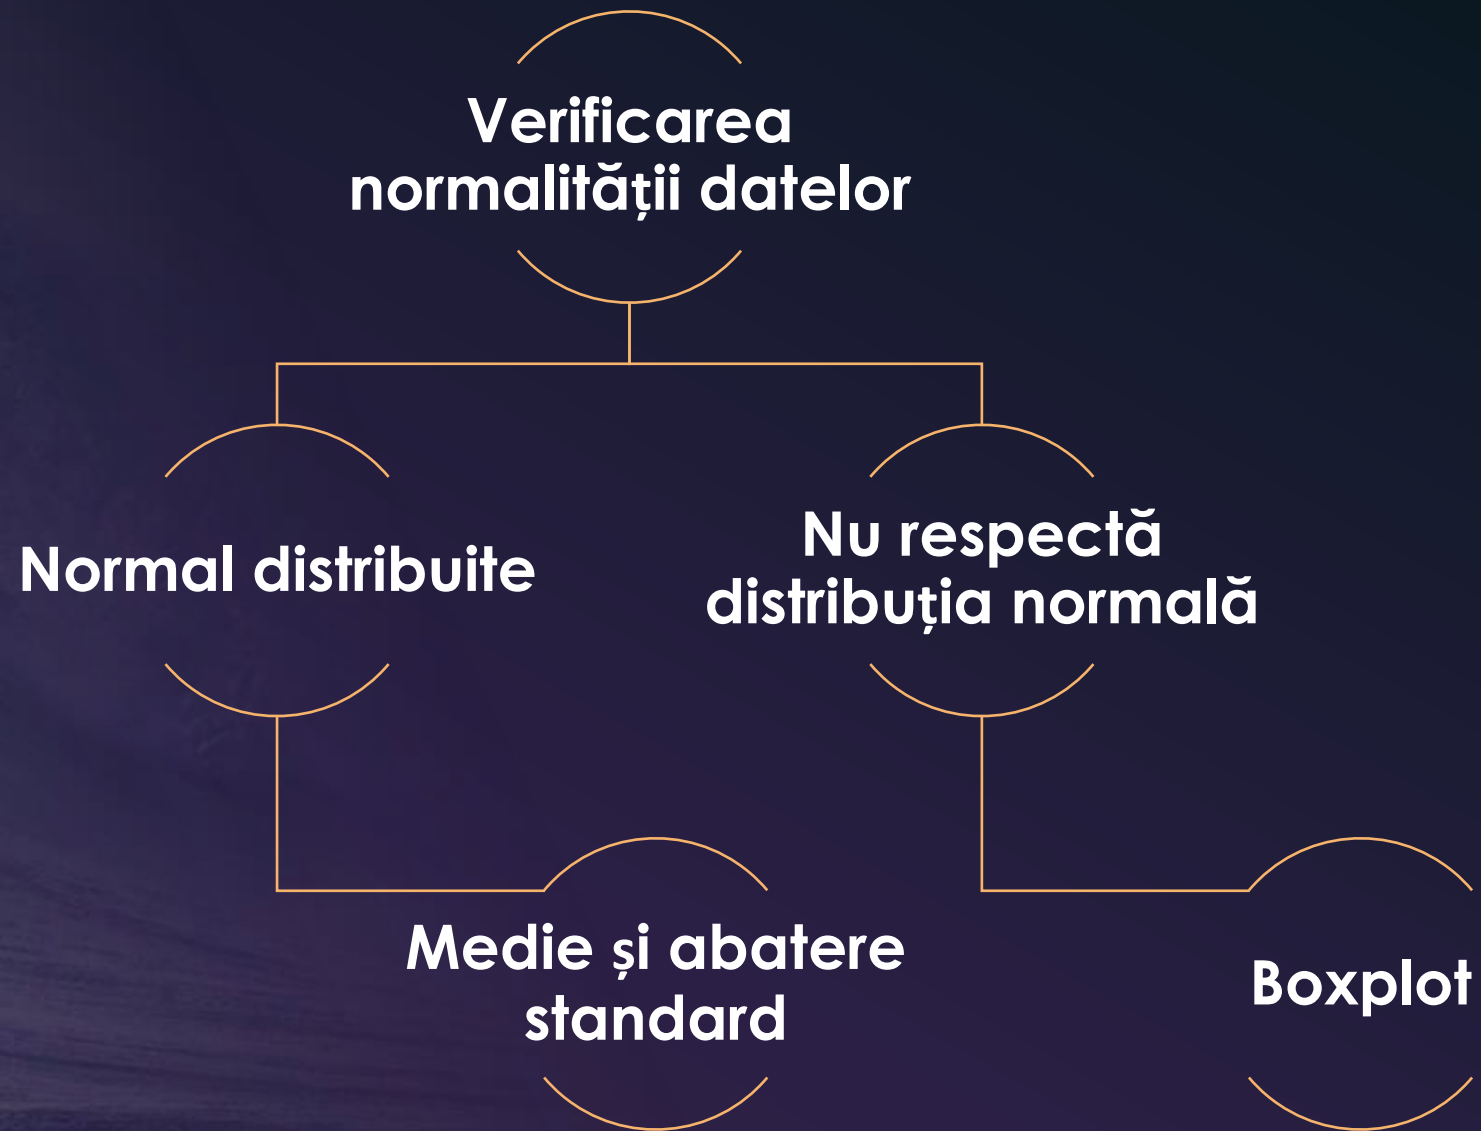 Verificarea
normalității datelor
Normal distribuite
Nu respectă
distribuția normală
Medie și abatere
standard
Boxplot